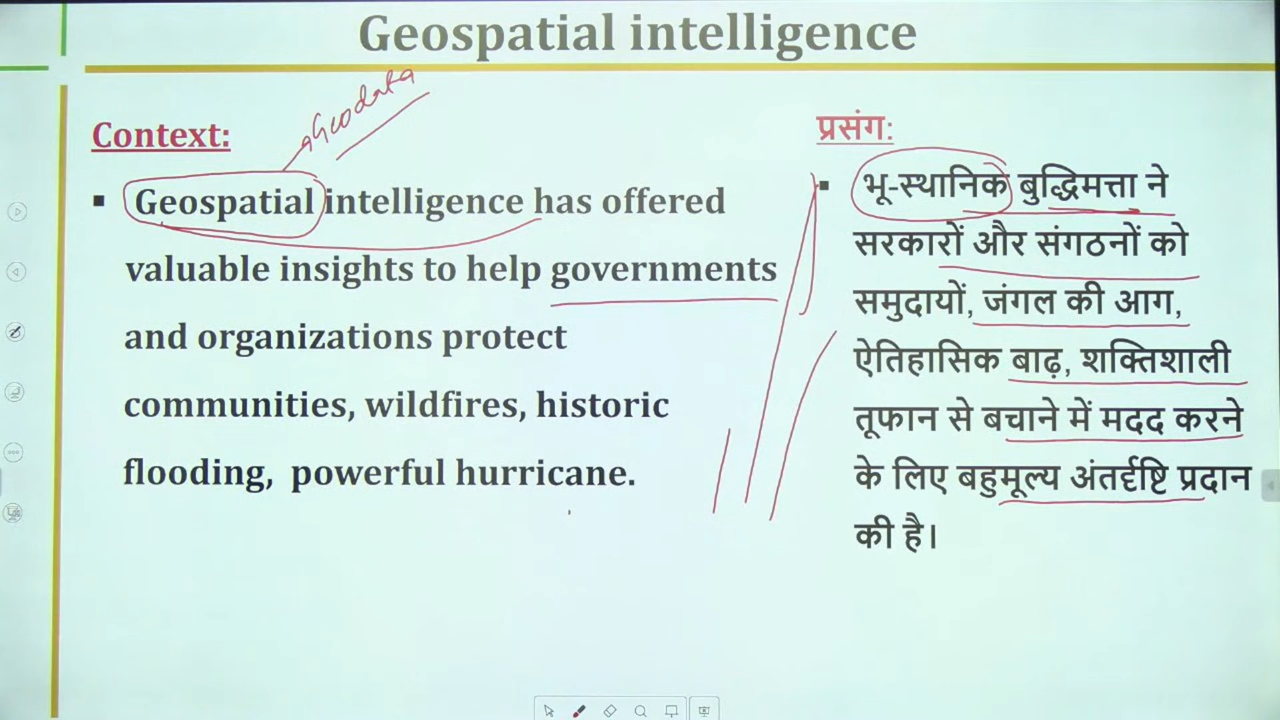 Geospatial intelligence
Geodata
Context:
▪ Geospatial intelligence has offered
valuable insights to help governments
and organizations protect
communities, wildfires, historic
flooding, powerful hurricane.
प्रसंग:
▪ भू-स्थानिक बुद्धिमत्ता ने
सरकारों और संगठनों को
समुदायों, जंगल की आग,
ऐतिहासिक बाढ़, शक्तिशाली
तूफान से बचाने में मदद करने
के लिए बहुमूल्य अंतर्दृष्टि प्रदान
की है।